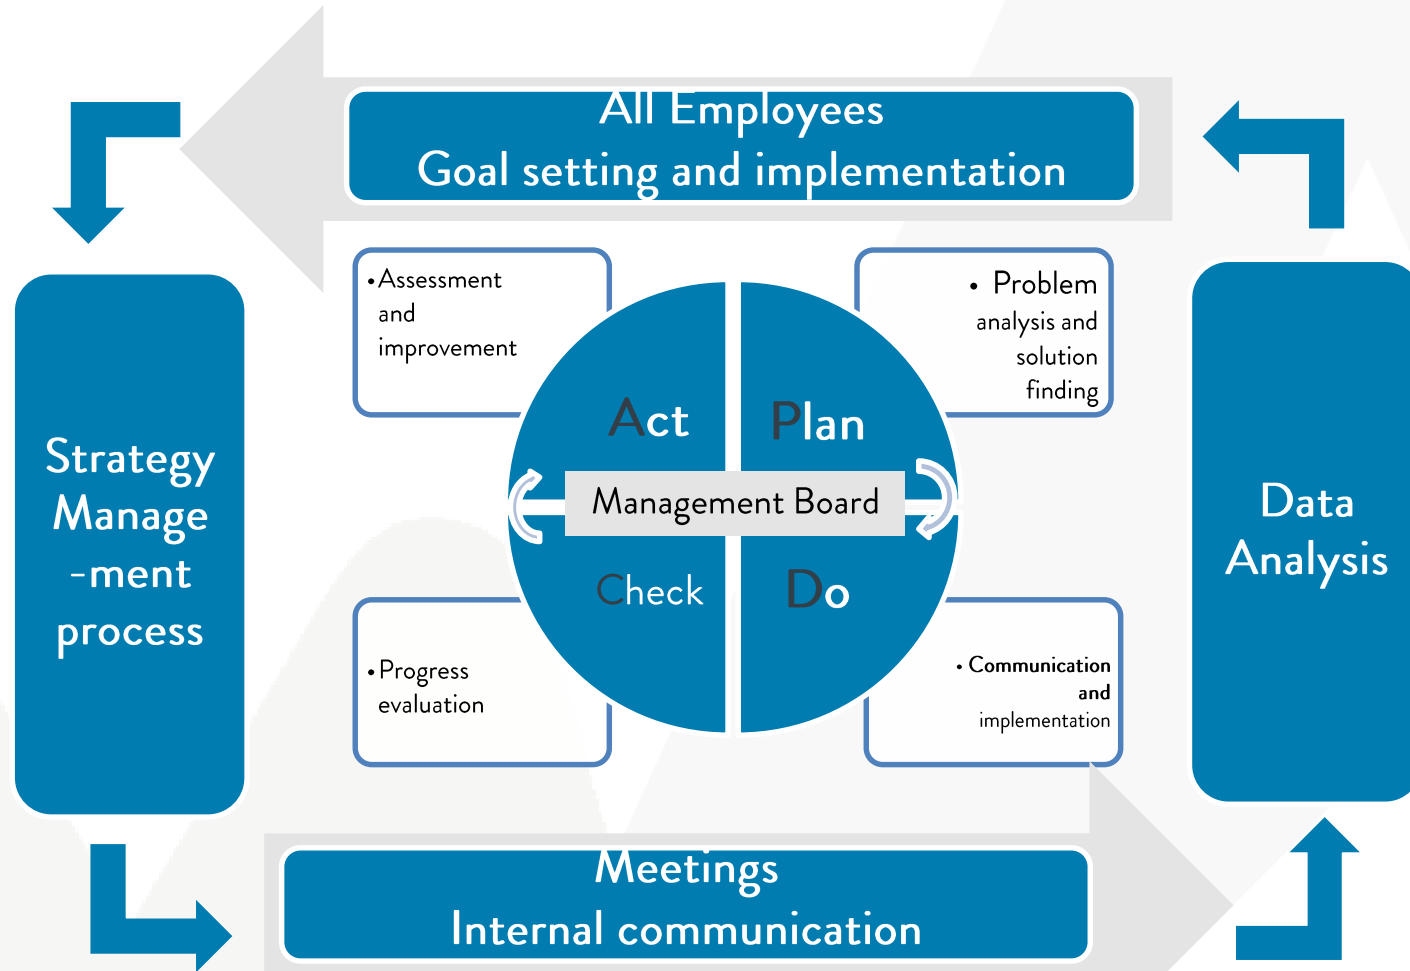 All Employees
Goal setting and implementation
•Assessment
and
improvement
• Problem
analysis and
solution
finding
Act
Plan
Management Board
Check
Do
Strategy
Manage
-ment
process
Data
Analysis
•Progress
evaluation
• Communication
and
implementation
Meetings
Internal communication